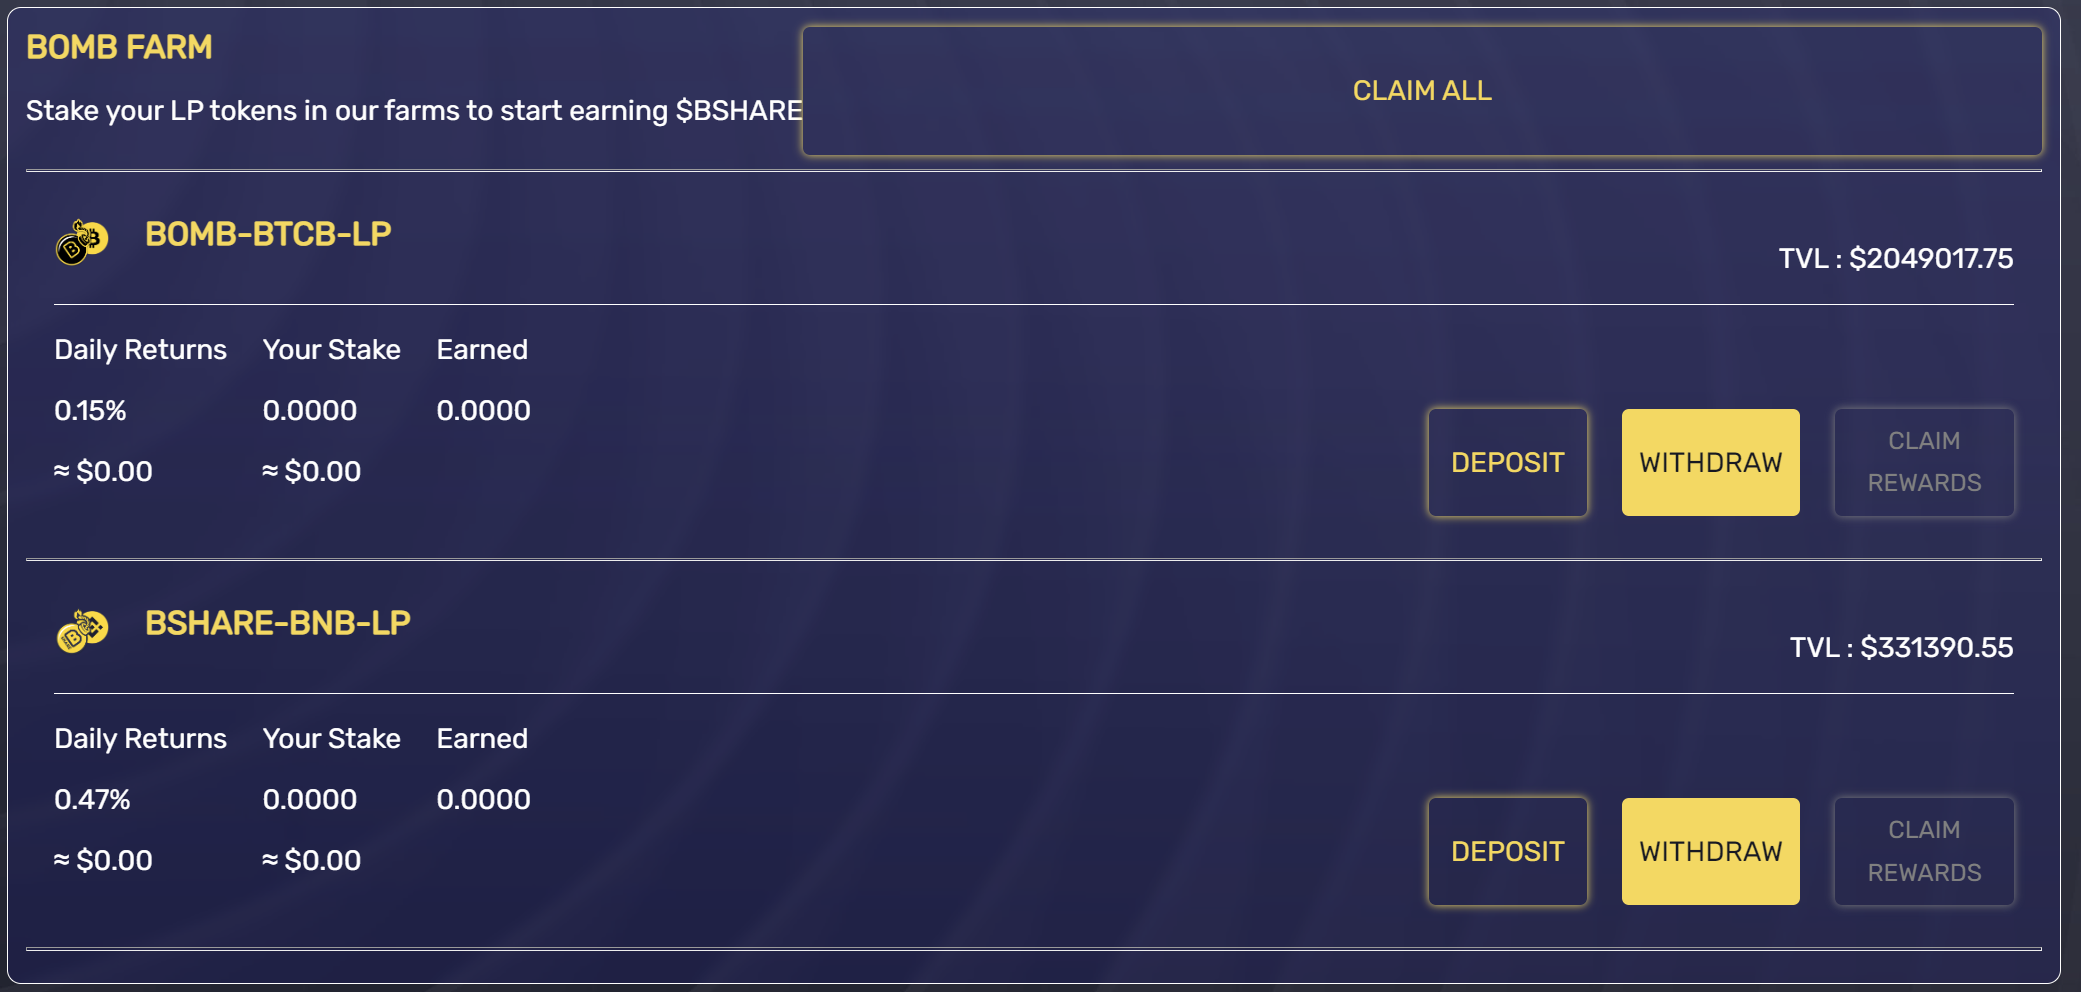 BOMB FARM
Stake your LP tokens in our farms to start earning $BSHARE
CLAIM ALL
BOMB-BTCB-LP
TVL : $2049017.75
Daily Returns Your Stake Earned
0.15% 0.0000 0.0000
≈ $0.00 ≈ $0.00
DEPOSIT
WITHDRAW
CLAIM
REWARDS
BSHARE-BNB-LP
TVL : $331390.55
Daily Returns Your Stake Earned
0.47% 0.0000 0.0000
≈ $0.00 ≈ $0.00
DEPOSIT
WITHDRAW
CLAIM
REWARDS